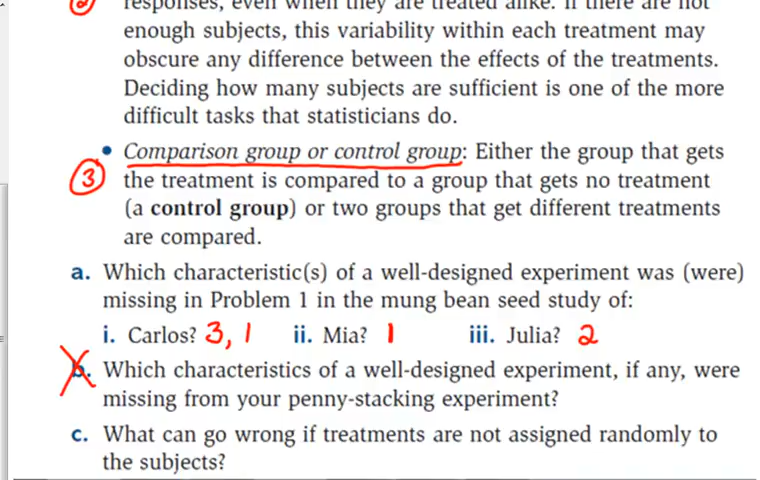 ② responses, even when they are treated alike. If there are not
enough subjects, this variability within each treatment may
obscure any difference between the effects of the treatments.
Deciding how many subjects are sufficient is one of the more
difficult tasks that statisticians do.
• Comparison group or control group: Either the group that gets
③ the treatment is compared to a group that gets no treatment
(a control group) or two groups that get different treatments
are compared.
a. Which characteristic(s) of a well-designed experiment was (were)
missing in Problem 1 in the mung bean seed study of:
i. Carlos? 3, 1 ii. Mia? 1 iii. Julia? 2
b. Which characteristics of a well-designed experiment, if any, were
missing from your penny-stacking experiment?
c. What can go wrong if treatments are not assigned randomly to
the subjects?